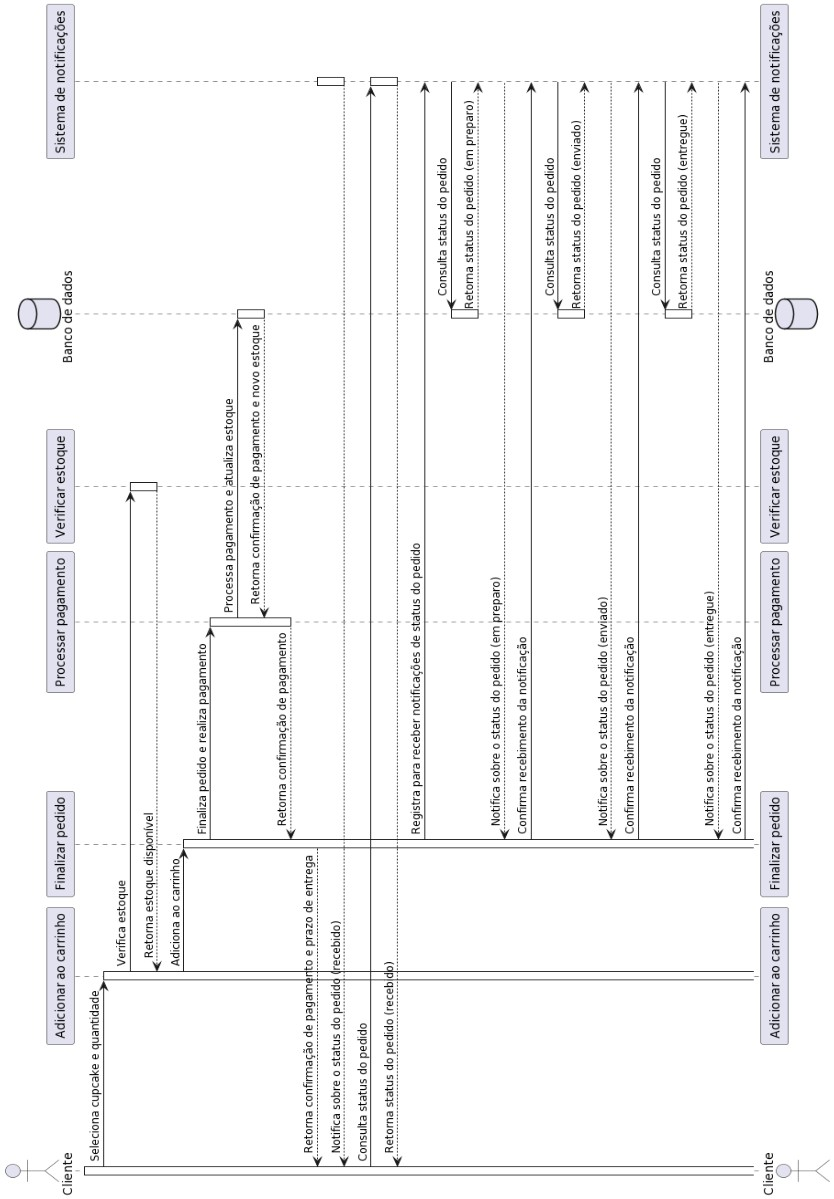 Cliente
Adicionar ao carrinho
Finalizar pedido
Processar pagamento
Verificar estoque
Banco de dados
Sistema de notificações
Seleciona cupcake e quantidade
Verifica estoque
Retorna estoque disponível
Adiciona ao carrinho
Finaliza pedido e realiza pagamento
Processa pagamento e atualiza estoque
Retorna confirmação de pagamento e novo estoque
Retorna confirmação de pagamento
Retorna confirmação de pagamento e prazo de entrega
Notifica sobre o status do pedido (recebido)
Consulta status do pedido
Retorna status do pedido (recebido)
Registra para receber notificações de status do pedido
Consulta status do pedido
Retorna status do pedido (em preparo)
Notifica sobre o status do pedido (em preparo)
Confirma recebimento da notificação
Consulta status do pedido
Retorna status do pedido (enviado)
Notifica sobre o status do pedido (enviado)
Confirma recebimento da notificação
Consulta status do pedido
Retorna status do pedido (entregue)
Notifica sobre o status do pedido (entregue)
Confirma recebimento da notificação
Cliente
Adicionar ao carrinho
Finalizar pedido
Processar pagamento
Verificar estoque
Banco de dados
Sistema de notificações